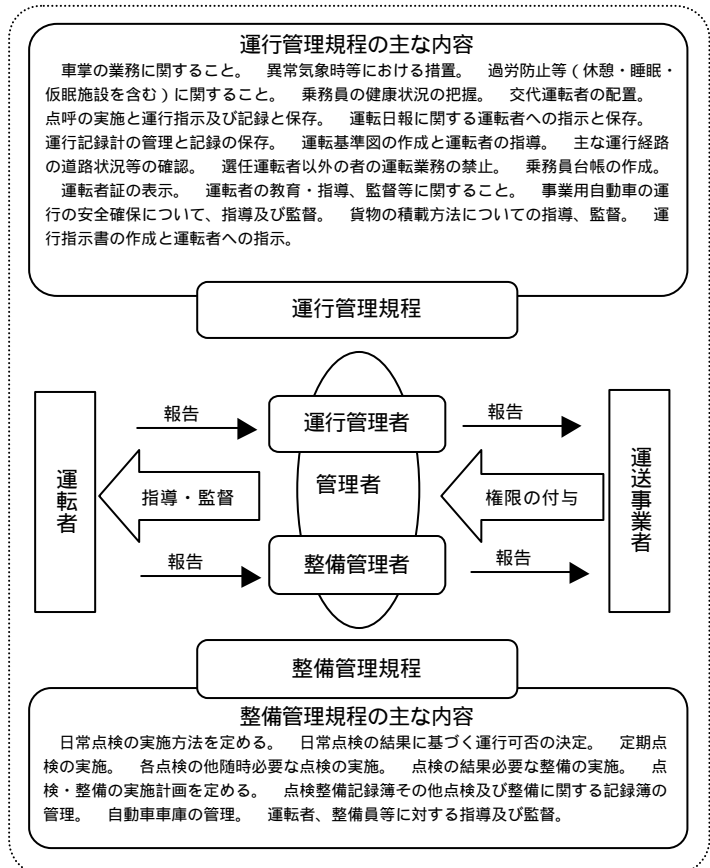 運行管理規程の主な内容
車掌の業務に関すること。 異常気象時等における措置。 過労防止等(休憩・睡眠・
仮眠施設を含む)に関すること。 乗務員の健康状況の把握。 交代運転者の配置。
点呼の実施と運行指示及び記録と保存。 運転日報に関する運転者への指示と保存。
運行記録計の管理と記録の保存。 運転基準図の作成と運転者の指導。 主な運行経路
の道路状況等の確認。 選任運転者以外の者の運転業務の禁止。 乗務員台帳の作成。
運転者証の表示。 運転者の教育・指導、監督等に関すること。 事業用自動車の運
行の安全確保について、指導及び監督。 貨物の積載方法についての指導、監督。 運
行指示書の作成と運転者への指示。
運行管理規程
報告
運行管理者
報告
運転者
指導・監督
管理者
権限の付与
運送事業者
報告
整備管理者
報告
整備管理規程
整備管理規程の主な内容
日常点検の実施方法を定める。 日常点検の結果に基づく運行可否の決定。 定期点
検の実施。 各点検の他随時必要な点検の実施。 点検の結果必要な整備の実施。 点
検・整備の実施計画を定める。 点検整備記録簿その他点検及び整備に関する記録簿の
管理。 自動車車庫の管理。 運転者、整備員等に対する指導及び監督。